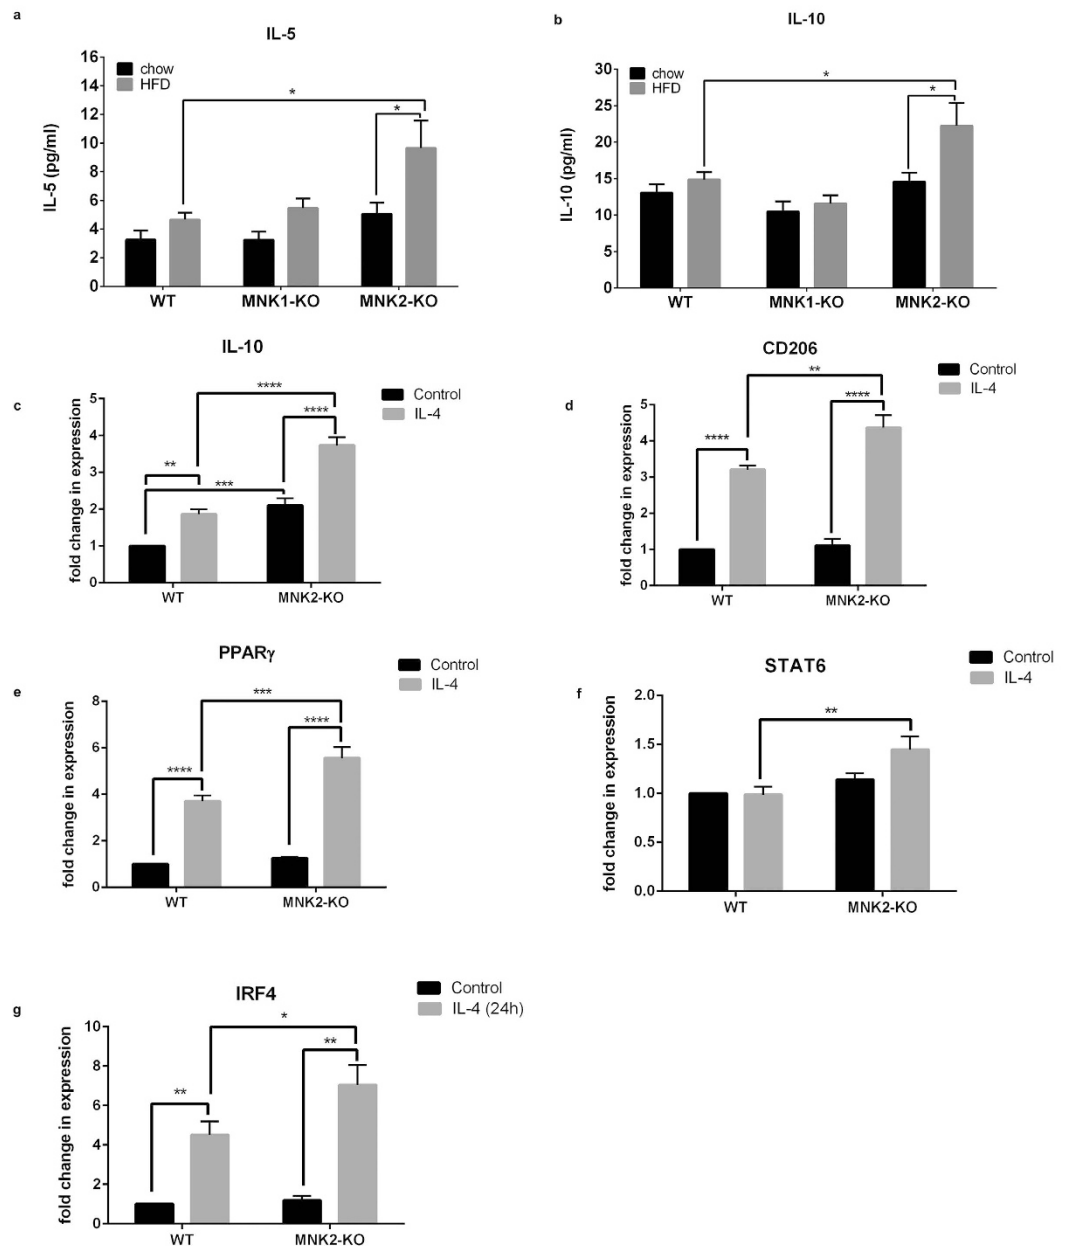 a
IL-5
16
14
12
10
8
6
4
2
0
IL-5 (pg/ml)
chow
HFD
*
*
WT
MNK1-KO
MNK2-KO
b
IL-10
30
25
20
15
10
5
0
IL-10 (pg/ml)
chow
HFD
*
*
WT
MNK1-KO
MNK2-KO
c
IL-10
Control
IL-4
5
4
3
2
1
0
fold change in expression
****
****
**
***
WT
MNK2-KO
d
CD206
Control
IL-4
5
4
3
2
1
0
fold change in expression
**
****
****
WT
MNK2-KO
e
PPARγ
Control
IL-4
8
6
4
2
0
fold change in expression
***
****
****
WT
MNK2-KO
f
STAT6
Control
IL-4
2.0
1.5
1.0
0.5
0.0
fold change in expression
**
WT
MNK2-KO
g
IRF4
Control
IL-4 (24h)
10
8
6
4
2
0
fold change in expression
*
**
**
WT
MNK2-KO